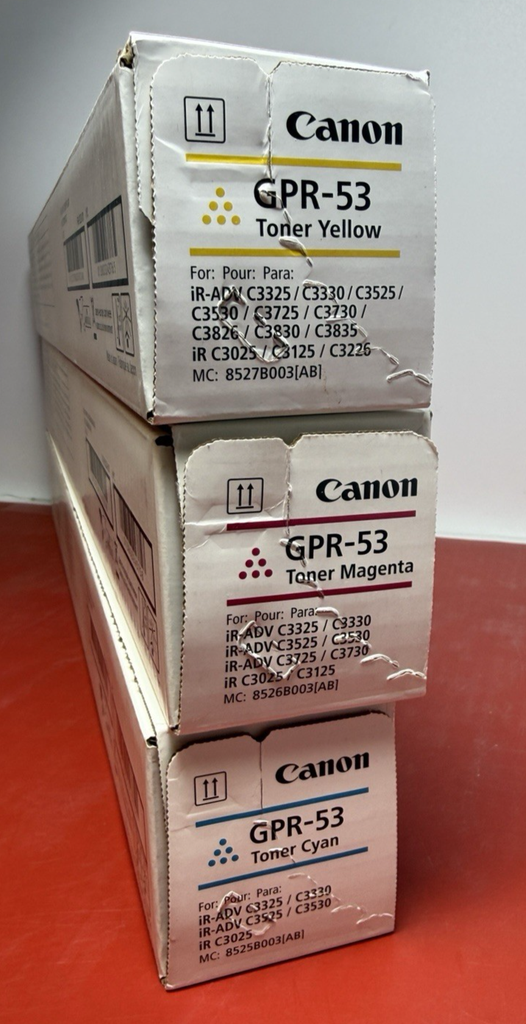 Canon
GPR-53
Toner Yellow
For: Pour: Para:
iR-ADV C3325 / C3330 / C3525 /
C3530 / C3725 / C3730 /
C3826 / C3830 / C3835
iR C3025 / C3125 / C3226
MC: 8527B003[AB]
Canon
GPR-53
Toner Magenta
For: Pour: Para:
iR-ADV C3325 / C3330
iR-ADV C3525 / C3530
iR-ADV C3725 / C3730
iR C3025 / C3125
MC: 8526B003[AB]
Canon
GPR-53
Toner Cyan
For: Pour: Para:
iR-ADV C3325 / C3330
iR-ADV C3525 / C3530
iR C3025
MC: 8525B003[AB]